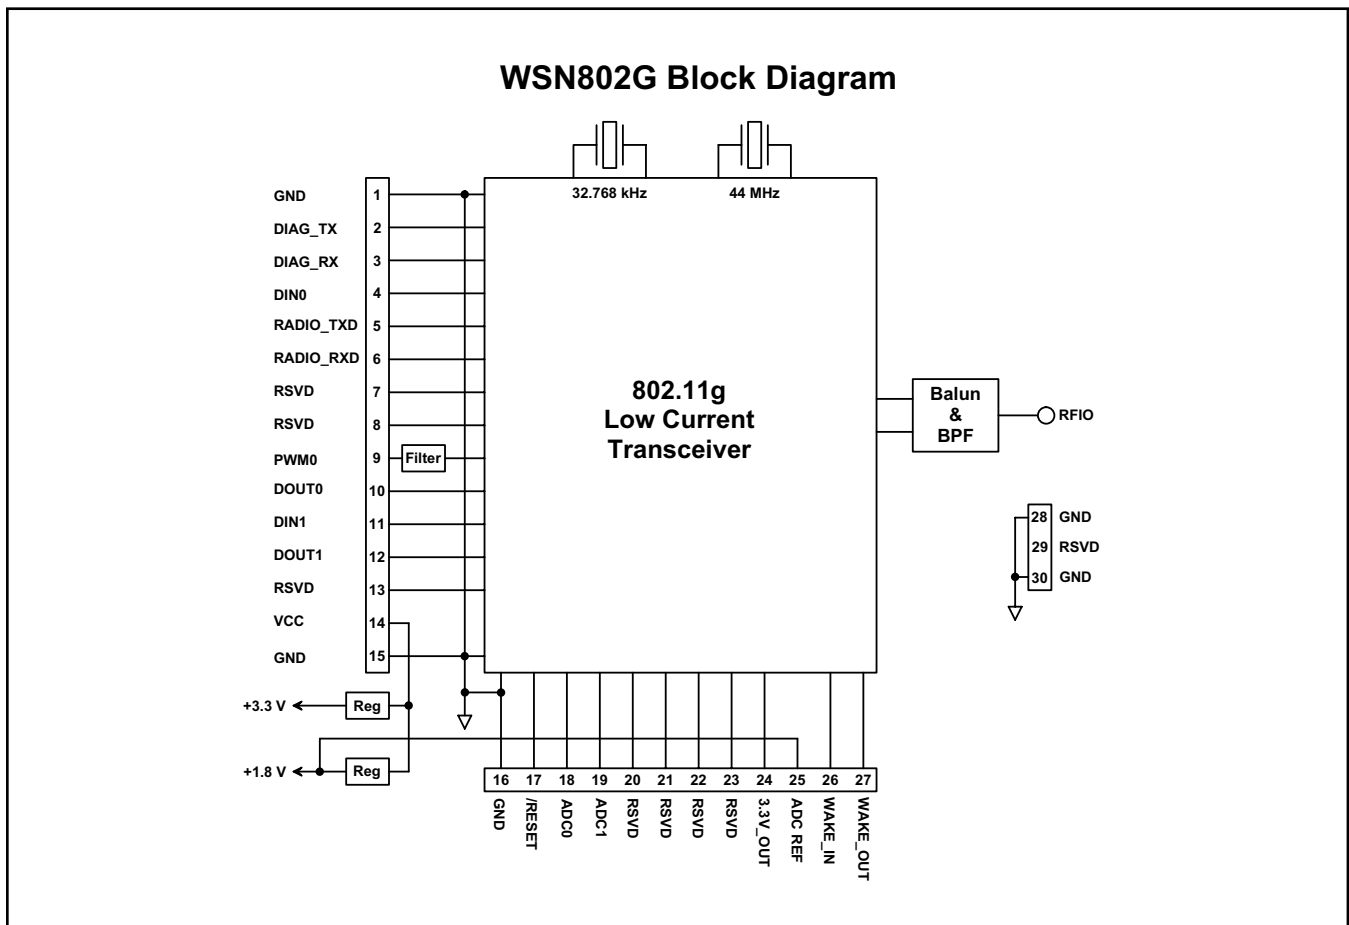 WSN802G Block Diagram
32.768 kHz
44 MHz
GND 1
DIAG_TX 2
DIAG_RX 3
DIN0 4
RADIO_TXD 5
RADIO_RXD 6
RSVD 7
RSVD 8
PWM0 9 Filter
DOUT0 10
DIN1 11
DOUT1 12
RSVD 13
VCC 14
GND 15
802.11g
Low Current
Transceiver
Balun
&
BPF
RFIO
28 GND
29 RSVD
30 GND
+3.3 V Reg
+1.8 V Reg
16 17 18 19 20 21 22 23 24 25 26 27
GND
/RESET
ADC0
ADC1
RSVD
RSVD
RSVD
RSVD
3.3V_OUT
ADC REF
WAKE_IN
WAKE_OUT